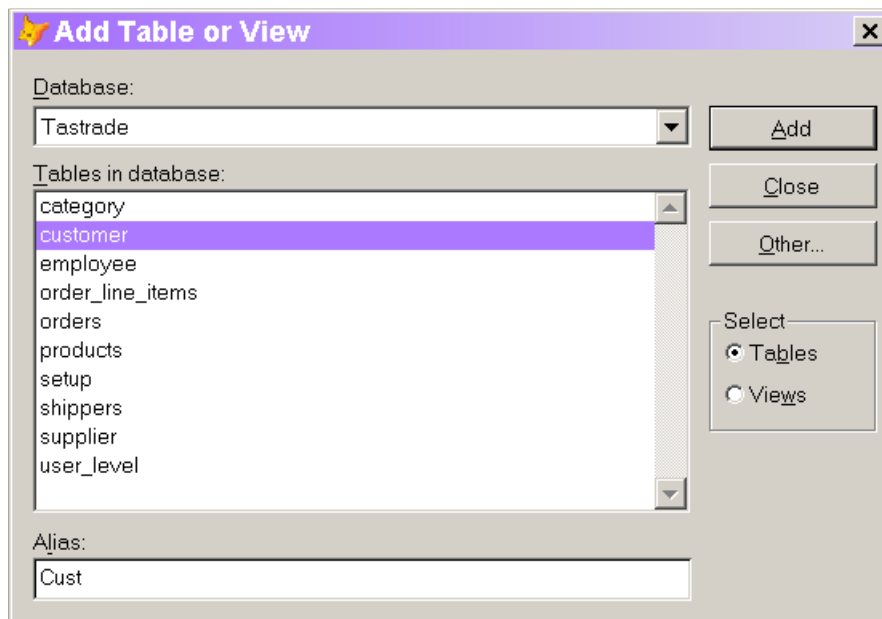 Add Table or View
Database:
Tastrade
Add
Tables in database:
Close
category
customer
Other...
employee
order_line_items
orders
Select
products
Tables
setup
Views
shippers
supplier
user_level
Alias:
Cust